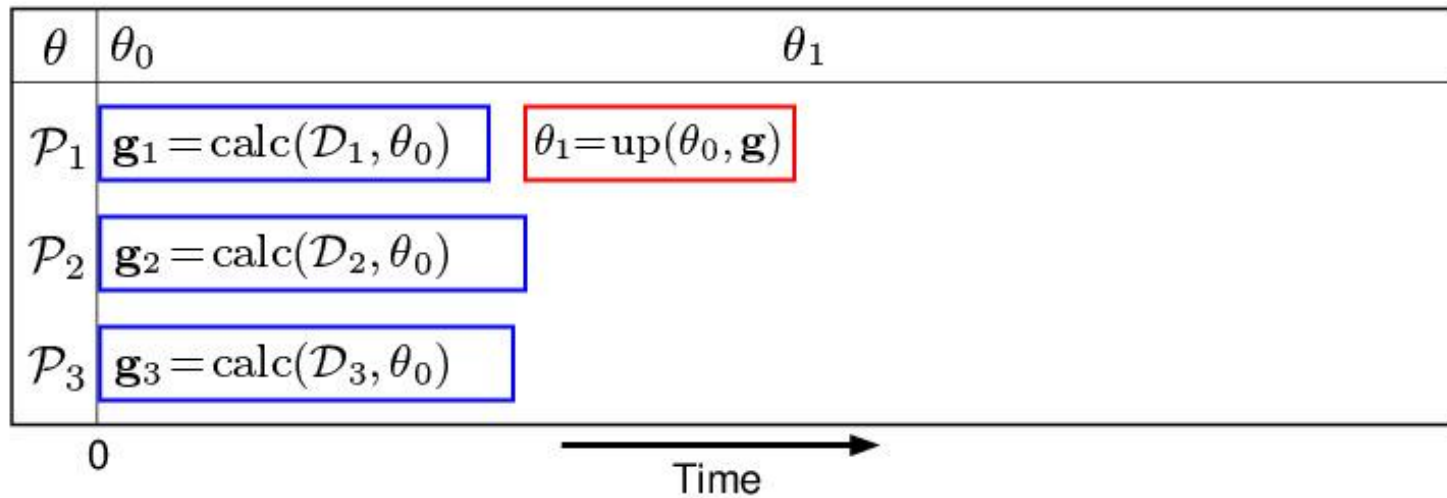 θ θ₀ θ₁
𝒫₁ 𝐠₁=calc(𝒟₁, θ₀) θ₁=up(θ₀, 𝐠)
𝒫₂ 𝐠₂=calc(𝒟₂, θ₀)
𝒫₃ 𝐠₃=calc(𝒟₃, θ₀)
0
Time